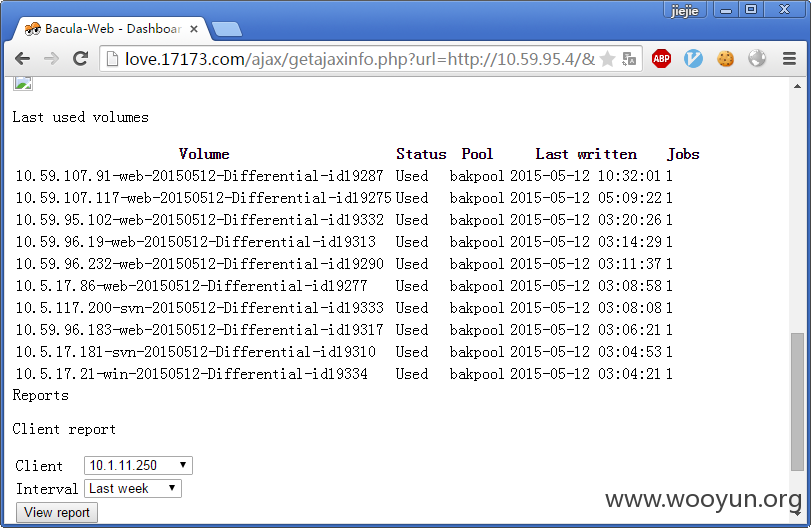 jiejie
Bacula-Web - Dashboar
love.17173.com/ajax/getajaxinfo.php?url=http://10.59.95.4/&
ABP
Last used volumes
Volume Status Pool Last written Jobs
10.59.107.91-web-20150512-Differential-id19287 Used bakpool 2015-05-12 10:32:01 1
10.59.107.117-web-20150512-Differential-id19275 Used bakpool 2015-05-12 05:09:22 1
10.59.95.102-web-20150512-Differential-id19332 Used bakpool 2015-05-12 03:20:26 1
10.59.96.19-web-20150512-Differential-id19313 Used bakpool 2015-05-12 03:14:29 1
10.59.96.232-web-20150512-Differential-id19290 Used bakpool 2015-05-12 03:11:37 1
10.5.17.86-web-20150512-Differential-id19277 Used bakpool 2015-05-12 03:08:58 1
10.5.117.200-svn-20150512-Differential-id19333 Used bakpool 2015-05-12 03:08:08 1
10.59.96.183-web-20150512-Differential-id19317 Used bakpool 2015-05-12 03:06:21 1
10.5.17.181-svn-20150512-Differential-id19310 Used bakpool 2015-05-12 03:04:53 1
10.5.17.21-win-20150512-Differential-id19334 Used bakpool 2015-05-12 03:04:21 1
Reports
Client report
Client 10.1.11.250
Interval Last week
View report
www.wooyun.org